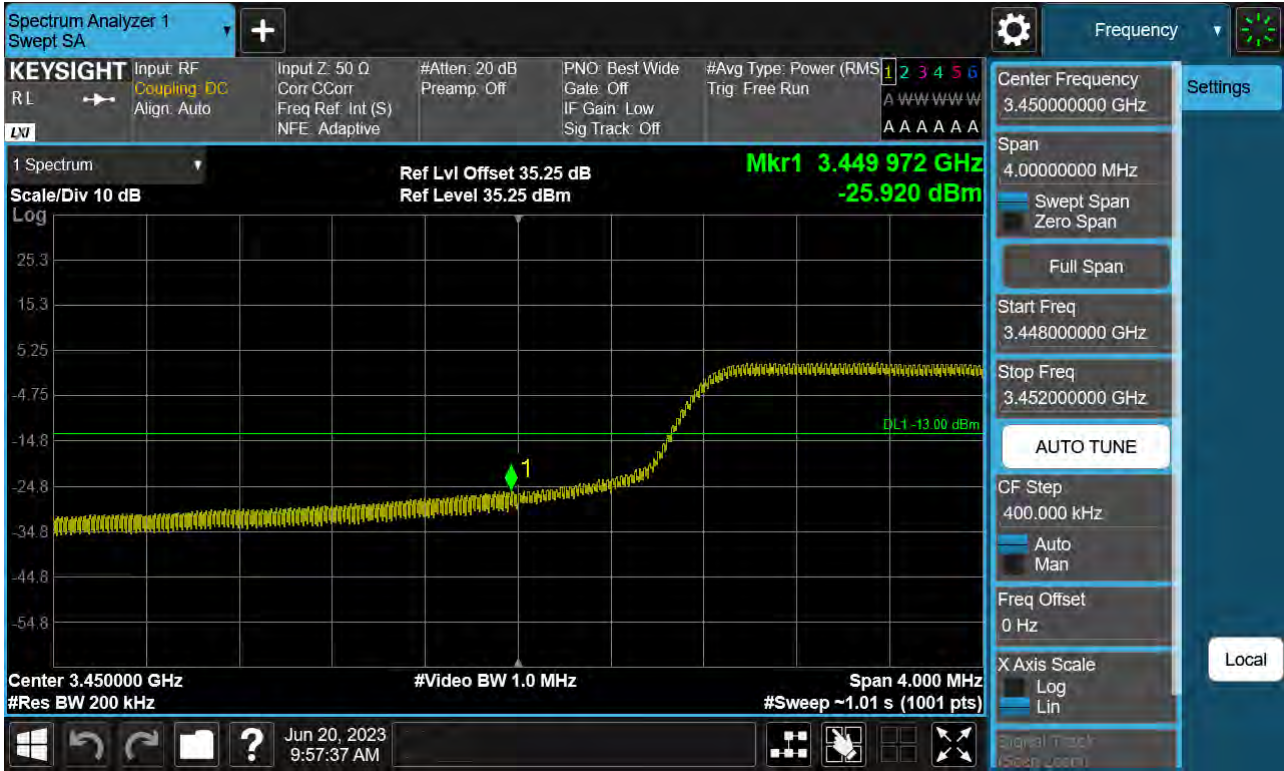 Spectrum Analyzer 1
Swept SA
+
Frequency
KEYSIGHT
RL
LXI
Input: RF
Coupling: DC
Align: Auto
Input Z: 50 Ω
Corr CCorr
Freq Ref: Int (S)
NFE: Adaptive
#Atten: 20 dB
Preamp: Off
PNO: Best Wide
Gate: Off
IF Gain: Low
Sig Track: Off
#Avg Type: Power (RMS
Trig: Free Run
1 2 3 4 5 6
A W W W W W
A A A A A A
1 Spectrum
Scale/Div 10 dB
Log
Ref Lvl Offset 35.25 dB
Ref Level 35.25 dBm
Mkr1 3.449 972 GHz
-25.920 dBm
25.3
15.3
5.25
-4.75
-14.8
-24.8
-34.8
-44.8
-54.8
DL1 -13.00 dBm
1
Center 3.450000 GHz
#Res BW 200 kHz
#Video BW 1.0 MHz
Span 4.000 MHz
#Sweep ~1.01 s (1001 pts)
Center Frequency
3.450000000 GHz
Settings
Span
4.00000000 MHz
Swept Span
Zero Span
Full Span
Start Freq
3.448000000 GHz
Stop Freq
3.452000000 GHz
AUTO TUNE
CF Step
400.000 kHz
Auto
Man
Freq Offset
0 Hz
X Axis Scale
Log
Lin
Signal Track
(Span Zoom)
Local
?
Jun 20, 2023
9:57:37 AM